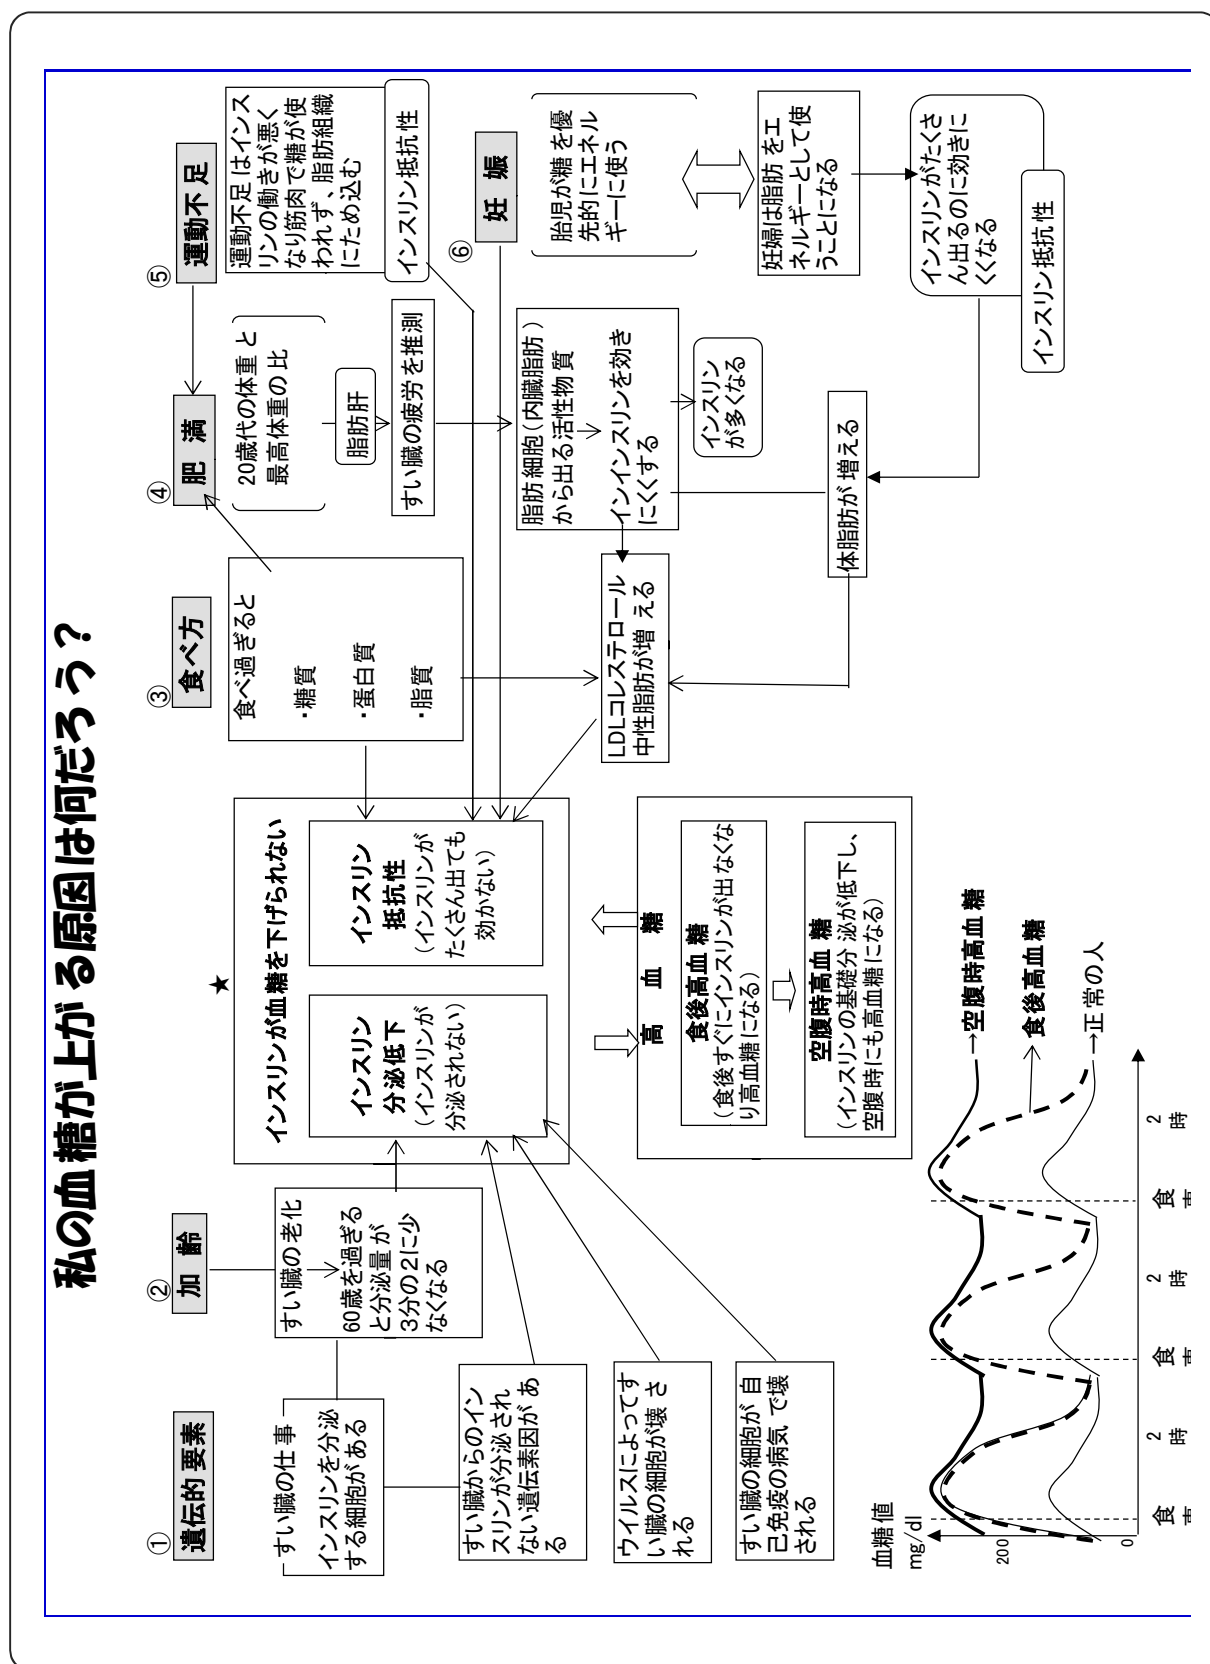 私の血糖が上がる原因は何だろう？
①
遺伝的要素
すい臓の仕事
インスリンを分泌
する細胞がある
すい臓からのイン
スリンが分泌され
ない遺伝素因があ
る
ウイルスによってす
い臓の細胞が壊さ
れる
すい臓の細胞が自
己免疫の病気で壊
される
②
加齢
すい臓の老化
60歳を過ぎる
と分泌量が
3分の2に少
なくなる
★
インスリンが血糖を下げられない
インスリン
分泌低下
(インスリンが
分泌されない)
インスリン
抵抗性
(インスリンが
たくさん出ても
効かない)
高血糖
食後高血糖
(食後すぐにインスリンが出なくな
り高血糖になる)
空腹時高血糖
(インスリンの基礎分泌が低下し、
空腹時にも高血糖になる)
③
食べ方
食べ過ぎると
・糖質
・蛋白質
・脂質
LDLコレステロール
中性脂肪が増える
④
肥満
20歳代の体重と
最高体重の比
脂肪肝
すい臓の疲労を推測
脂肪細胞(内臓脂肪)
から出る活性物質
インインスリンを効き
にくくする
インスリン
が多くなる
体脂肪が増える
⑤
運動不足
運動不足はインス
リンの働きが悪く
なり筋肉で糖が使
われず、脂肪組織
にため込む
インスリン抵抗性
⑥
妊娠
胎児が糖を優
先的にエネル
ギーに使う
妊婦は脂肪をエ
ネルギーとして使
うことになる
インスリンがたくさ
ん出るのに効きに
くくなる
インスリン抵抗性
血糖値
mg/dl
200
0
食事
2時
食事
2時
食事
2時
→空腹時高血糖
食後高血糖
→正常の人